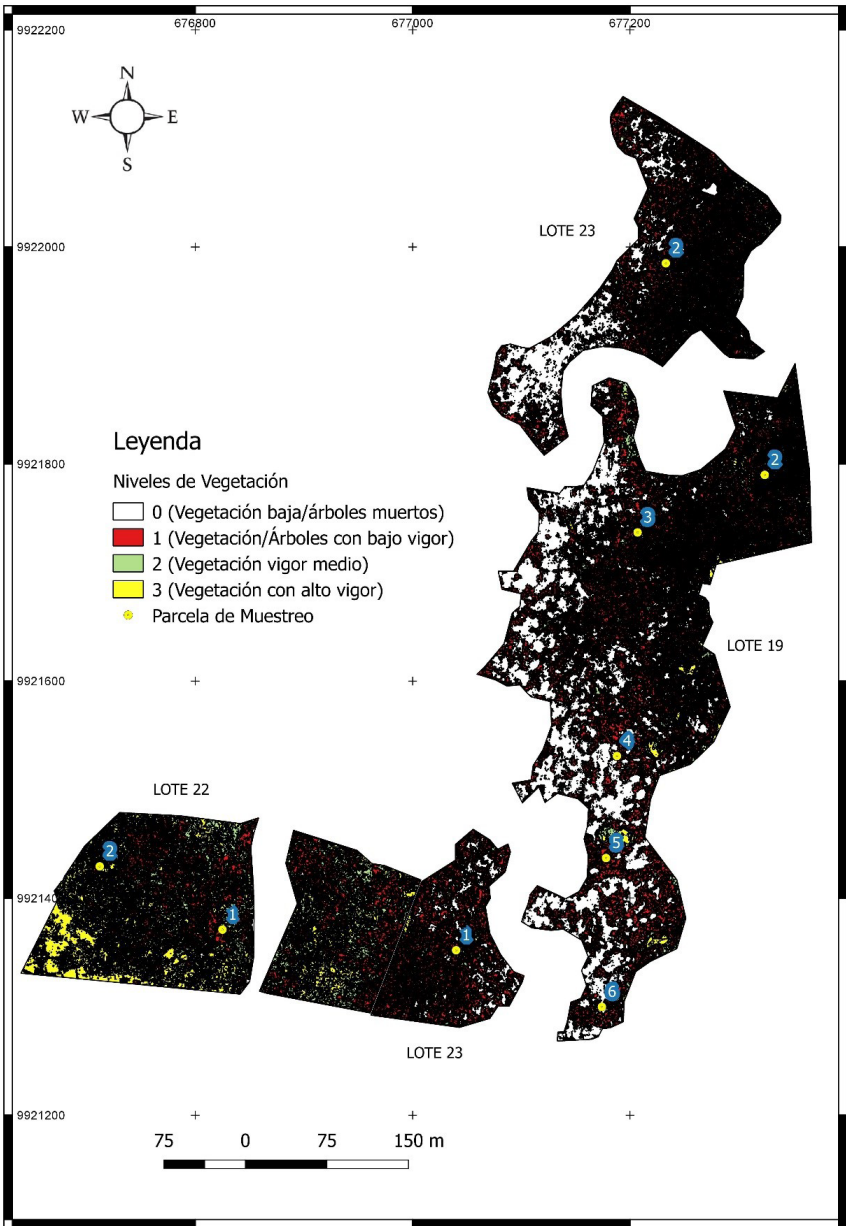 676800
677000
677200
9922200
N
W
E
S
LOTE 23
2
9922000
2
9921800
Leyenda
Niveles de Vegetación
0 (Vegetación baja/árboles muertos)
1 (Vegetación/Árboles con bajo vigor)
2 (Vegetación vigor medio)
3 (Vegetación con alto vigor)
Parcela de Muestreo
3
LOTE 19
9921600
4
LOTE 22
2
5
9921400
1
1
6
LOTE 23
9921200
75 0 75 150 m